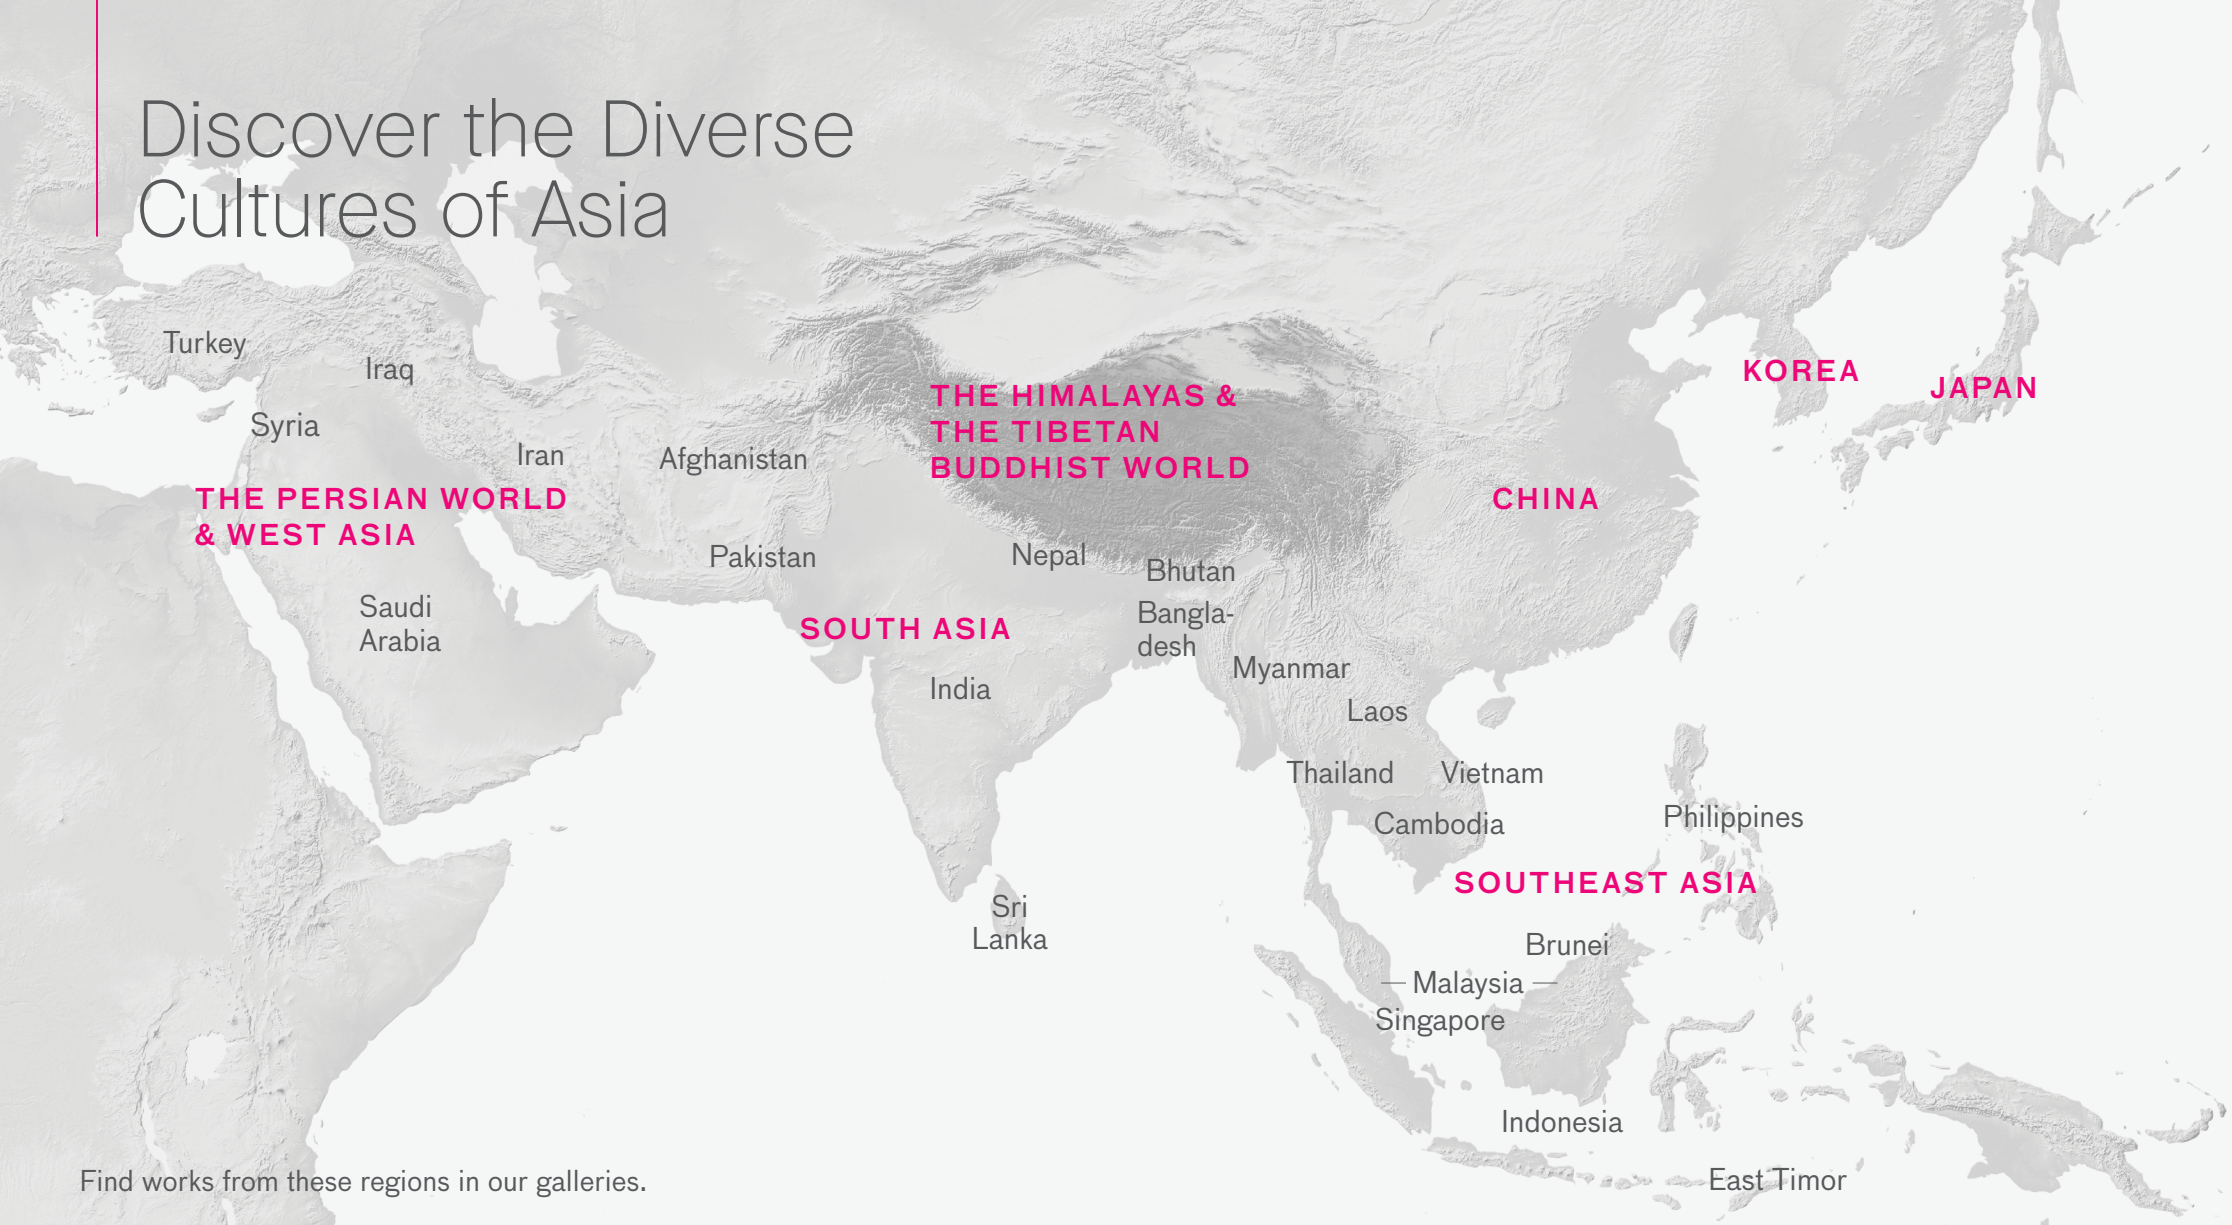 Discover the Diverse
Cultures of Asia
Turkey
Iraq
Syria
Iran
Afghanistan
THE PERSIAN WORLD
& WEST ASIA
Saudi
Arabia
Pakistan
THE HIMALAYAS &
THE TIBETAN
BUDDHIST WORLD
Nepal
Bhutan
Bangla-
desh
SOUTH ASIA
India
Sri
Lanka
KOREA
JAPAN
CHINA
Myanmar
Laos
Thailand
Vietnam
Cambodia
Philippines
SOUTHEAST ASIA
Brunei
Malaysia
Singapore
Indonesia
East Timor
Find works from these regions in our galleries.